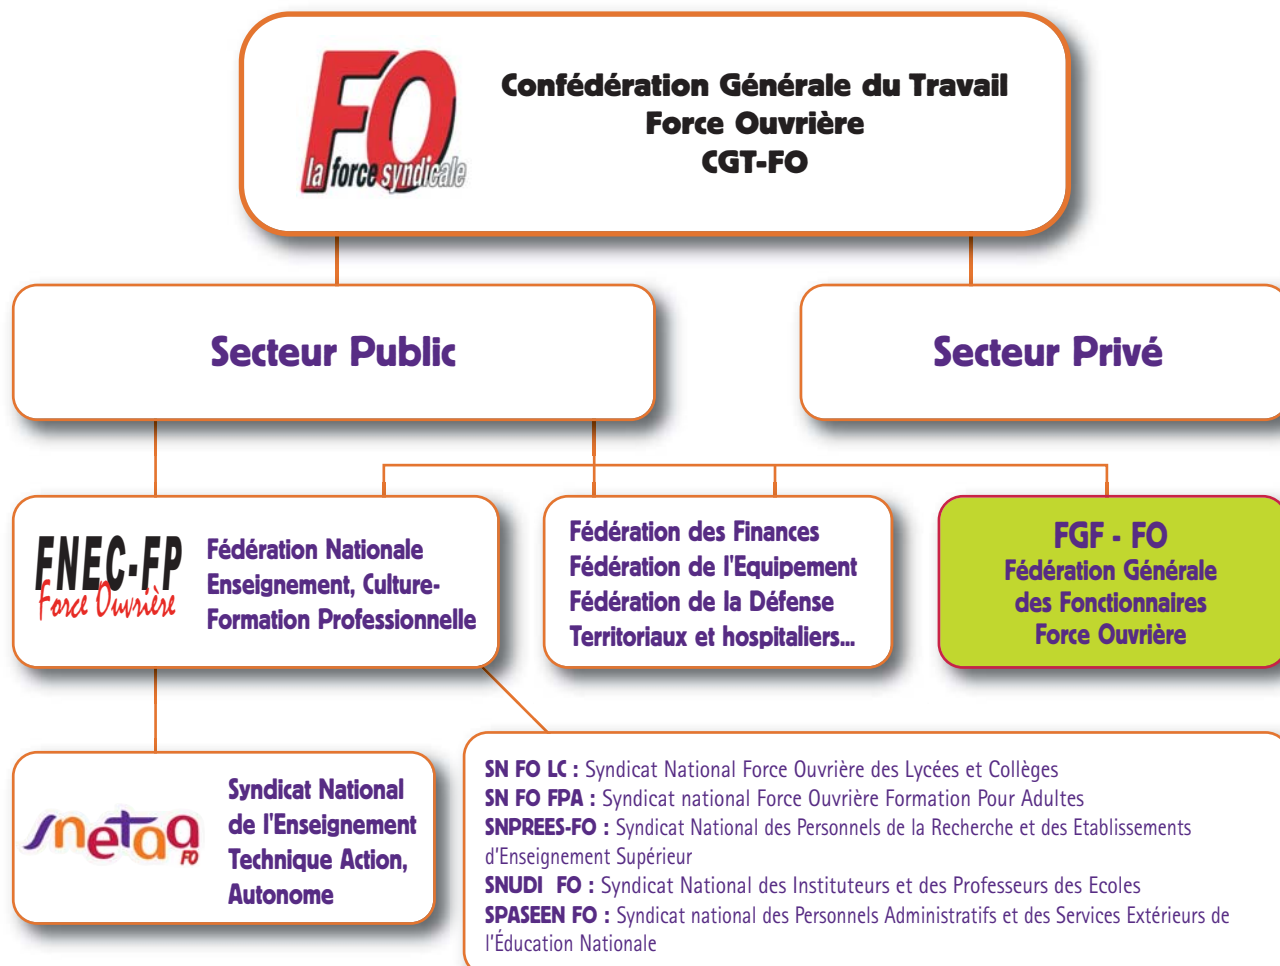 FO
la force syndicale
Confédération Générale du Travail
Force Ouvrière
CGT-FO
Secteur Public
Secteur Privé
FNEC-FP
Force Ouvrière
Fédération Nationale
Enseignement, Culture-
Formation Professionnelle
Fédération des Finances
Fédération de l'Equipement
Fédération de la Défense
Territoriaux et hospitaliers...
FGF - FO
Fédération Générale
des Fonctionnaires
Force Ouvrière
snetaa
FO
Syndicat National
de l'Enseignement
Technique Action,
Autonome
SN FO LC : Syndicat National Force Ouvrière des Lycées et Collèges
SN FO FPA : Syndicat national Force Ouvrière Formation Pour Adultes
SNPREES-FO : Syndicat National des Personnels de la Recherche et des Etablissements
d'Enseignement Supérieur
SNUDI FO : Syndicat National des Instituteurs et des Professeurs des Ecoles
SPASEEN FO : Syndicat national des Personnels Administratifs et des Services Extérieurs de
l'Éducation Nationale